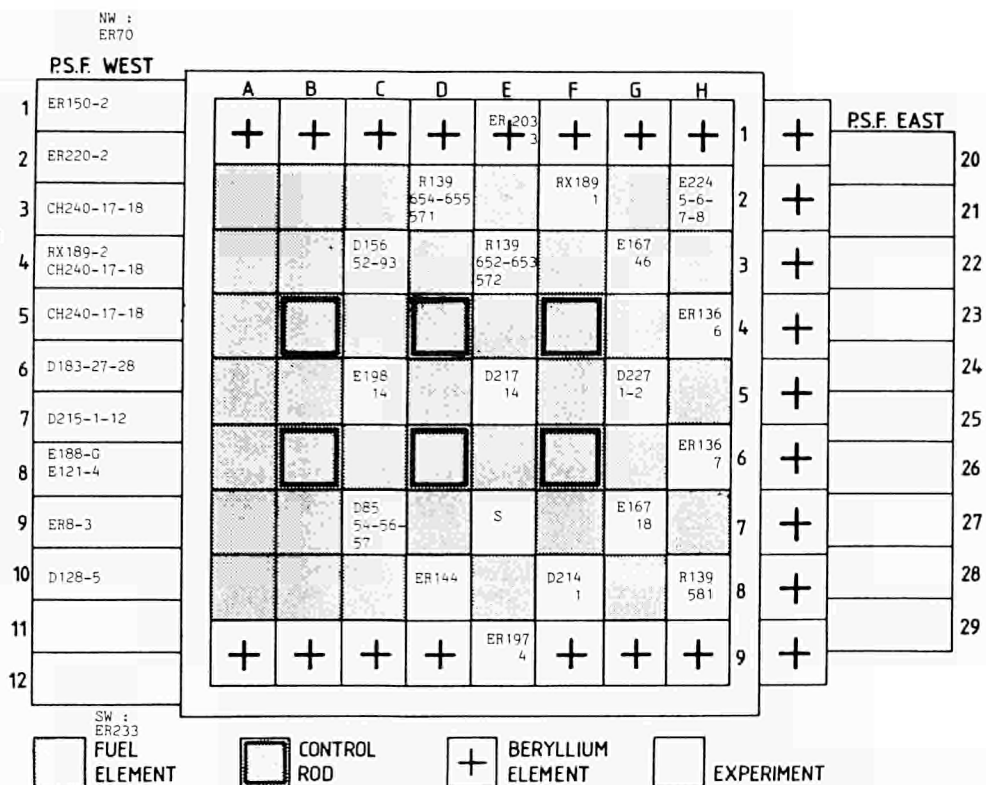 NW :
ER70
P.S.F. WEST
A B C D E F G H
P.S.F. EAST
1 ER150-2
2 ER220-2
3 CH240-17-18
4 RX189-2
CH240-17-18
5 CH240-17-18
6 D183-27-28
7 D215-1-12
8 E188-G
E121-4
9 ER8-3
10 D128-5
11
12
SW :
ER233
ER 203
3
1
R139
654-655
571
RX189
1
E224
5-6-
7-8
2
D156
52-93
R139
652-653
572
E167
46
3
ER136
6
4
E198
14
D217
14
D227
1-2
5
ER136
7
6
D85
54-56-
57
S
E167
18
7
ER144
D214
1
R139
581
8
ER197
4
9
20
21
22
23
24
25
26
27
28
29
FUEL
ELEMENT
CONTROL
ROD
BERYLLIUM
ELEMENT
EXPERIMENT